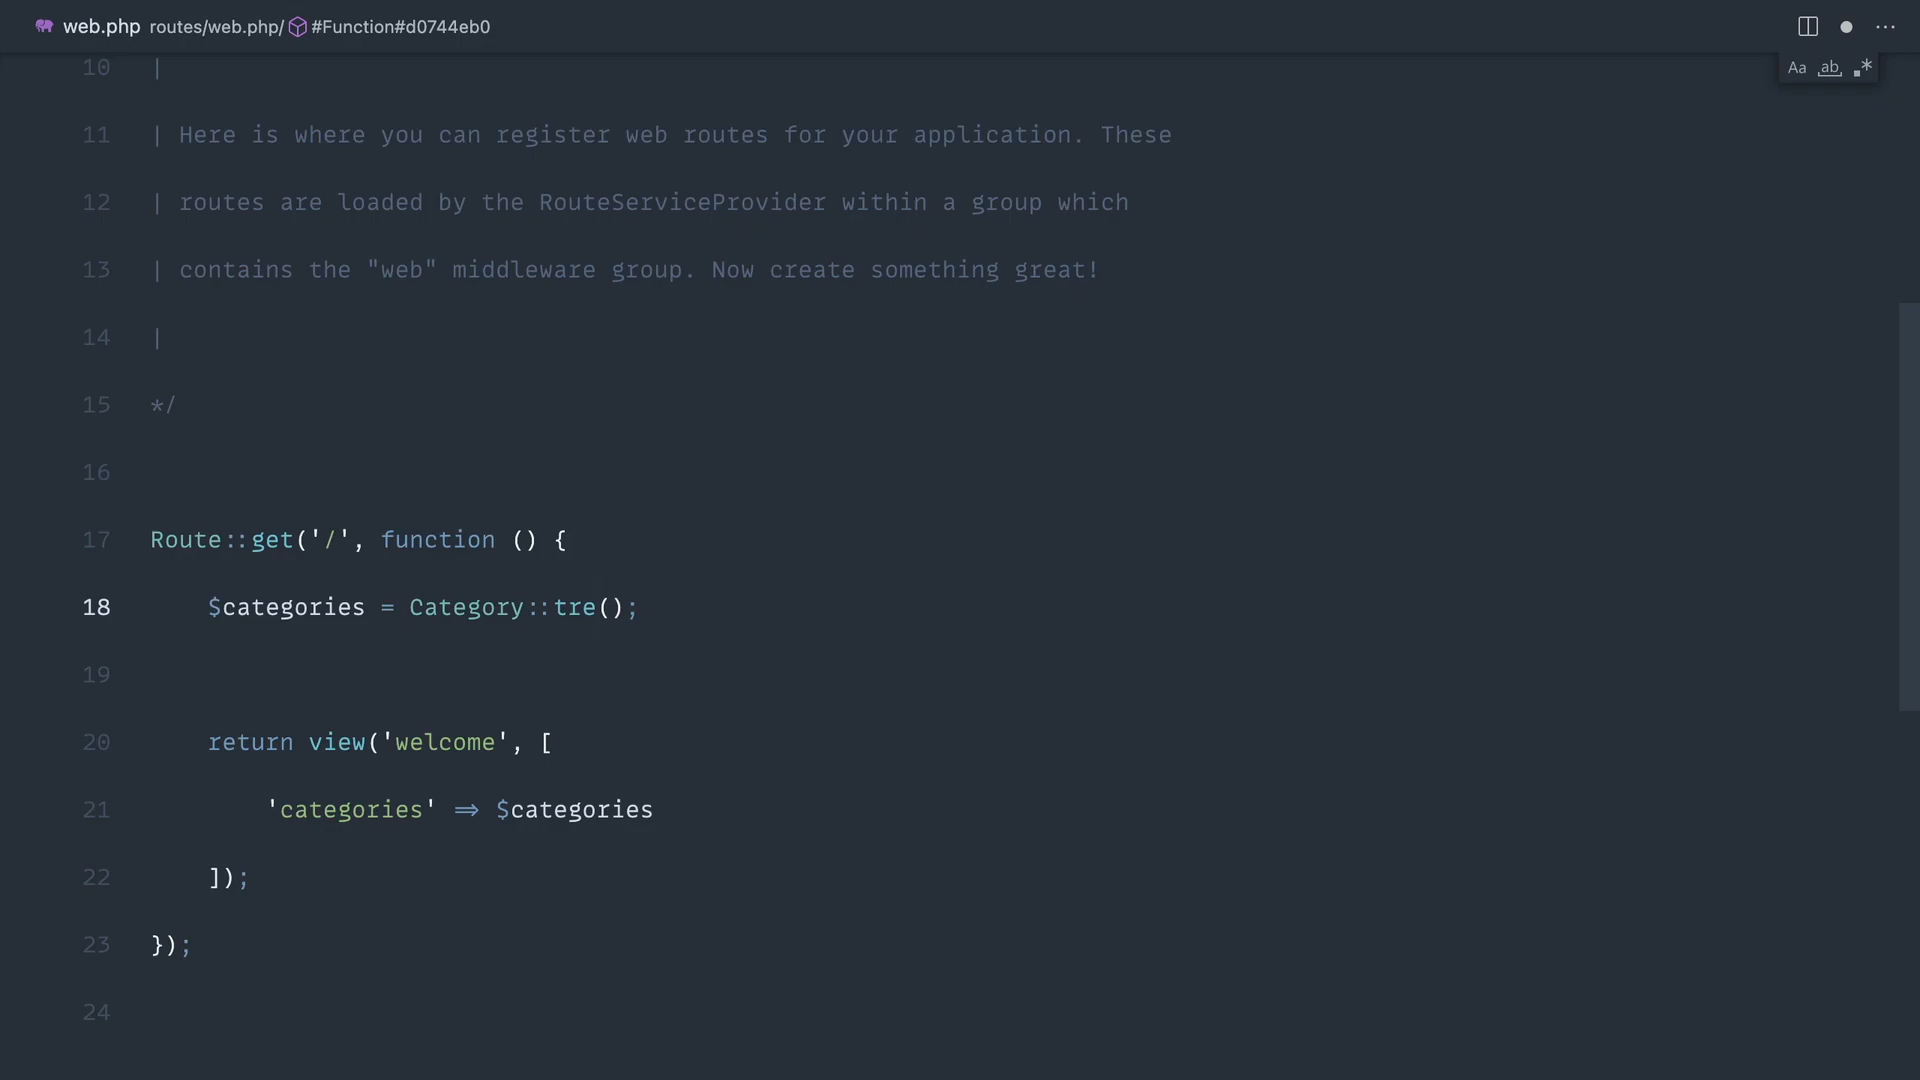 web.php routes/web.php/ #Function#d0744eb0 ...
Aa ab .*
10 |
11 | Here is where you can register web routes for your application. These
12 | routes are loaded by the RouteServiceProvider within a group which
13 | contains the "web" middleware group. Now create something great!
14 |
15 */
16
17 Route::get('/', function () {
18 $categories = Category::tre();
19
20 return view('welcome', [
21 'categories' => $categories
22 ]);
23 });
24